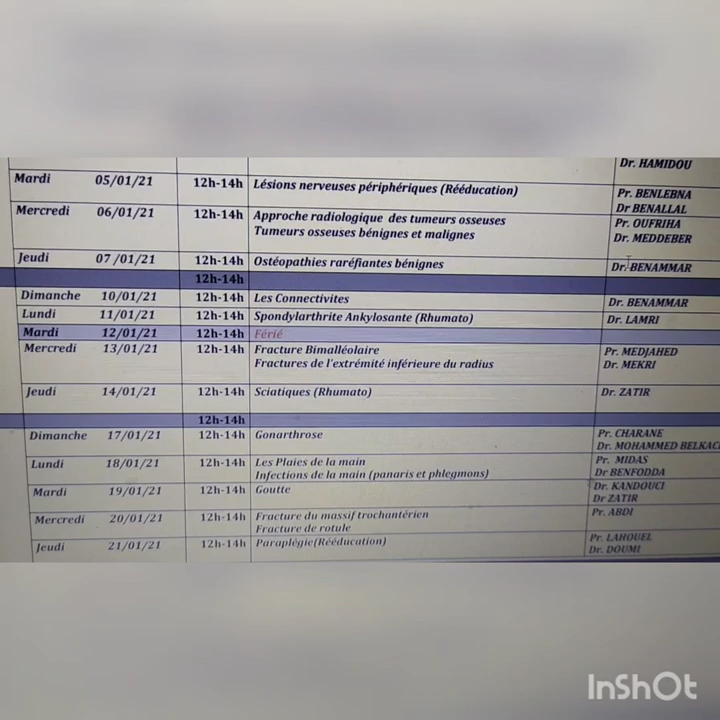 Dr. HAMIDOU
Mardi 05/01/21 12h-14h Lésions nerveuses périphériques (Rééducation) Pr. BENLEBNA
Dr BENALLAL
Mercredi 06/01/21 12h-14h Approche radiologique des tumeurs osseuses Pr. OUFRIHA
Tumeurs osseuses bénignes et malignes Dr. MEDDEBER
Jeudi 07/01/21 12h-14h Ostéopathies raréfiantes bénignes Dr. BENAMMAR
12h-14h
Dimanche 10/01/21 12h-14h Les Connectivites Dr. BENAMMAR
Lundi 11/01/21 12h-14h Spondylarthrite Ankylosante (Rhumato) Dr. LAMRI
Mardi 12/01/21 12h-14h Férié
Mercredi 13/01/21 12h-14h Fracture Bimalléolaire Pr. MEDJAHED
Fractures de l'extrémité inférieure du radius Dr. MEKRI
Jeudi 14/01/21 12h-14h Sciatiques (Rhumato) Dr. ZATIR
12h-14h
Dimanche 17/01/21 12h-14h Gonarthrose Pr. CHARANE
Dr. MOHAMMED BELKAC
Lundi 18/01/21 12h-14h Les Plaies de la main Pr. MIDAS
Infections de la main (panaris et phlegmons) Dr BENFODDA
Mardi 19/01/21 12h-14h Goutte Dr. KANDOUCI
Dr ZATIR
Mercredi 20/01/21 12h-14h Fracture du massif trochantérien Pr. ABDI
Fracture de rotule
Jeudi 21/01/21 12h-14h Paraplégie(Rééducation) Pr. LAHOUEL
Dr. DOUMI
InShOt